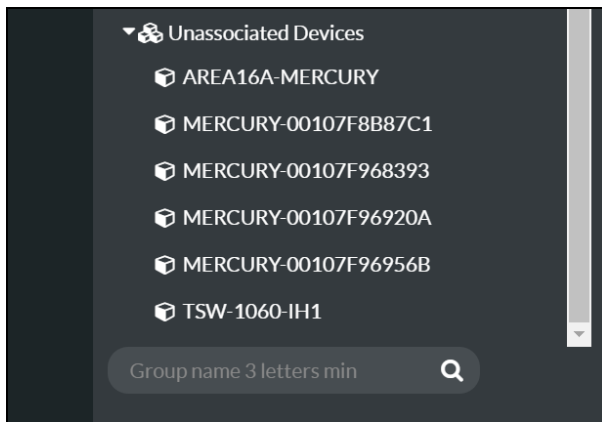 Unassociated Devices
AREA16A-MERCURY
MERCURY-00107F8B87C1
MERCURY-00107F968393
MERCURY-00107F96920A
MERCURY-00107F96956B
TSW-1060-IH1
Group name 3 letters min